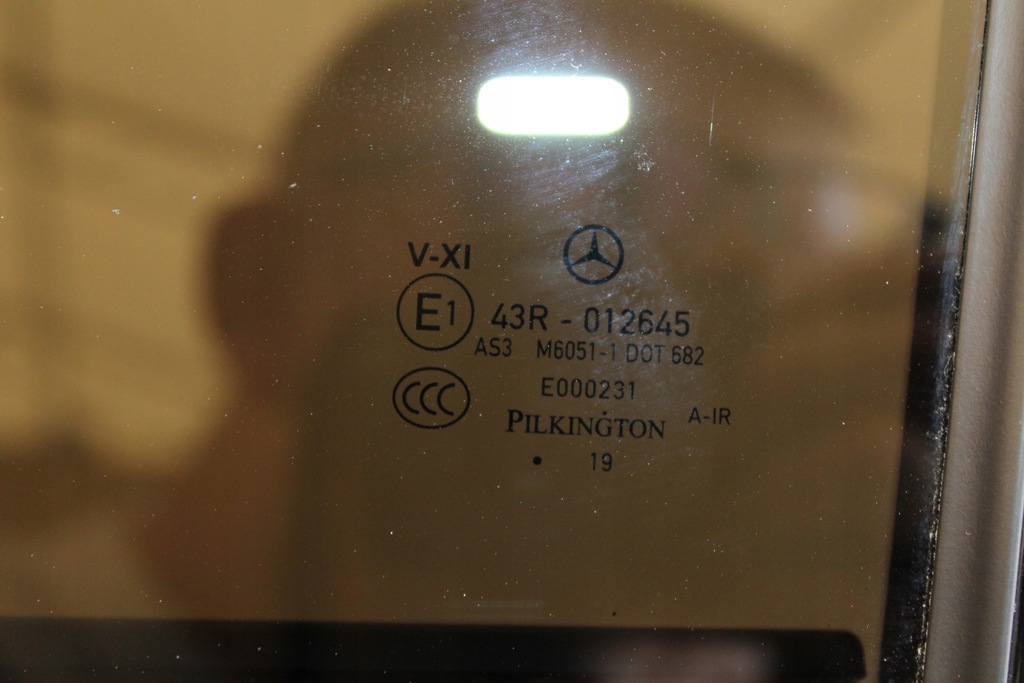 V-XI
E1 43R - 012645
AS3 M6051-1 DOT 682
CCC E000231
PILKINGTON A-IR
• 19